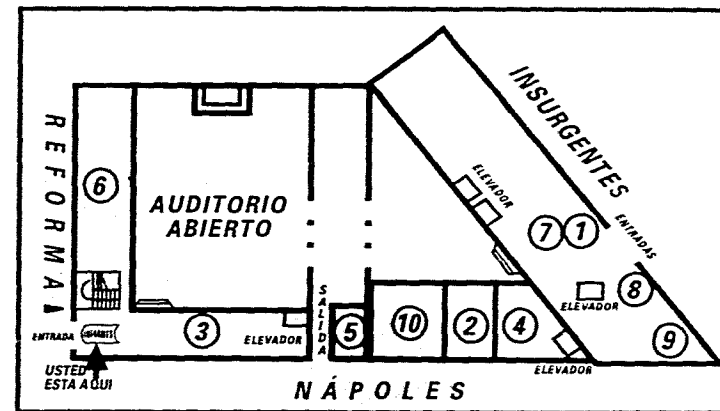 REFORMA
INSURGENTES
6
AUDITORIO
ABIERTO
ELEVADOR
7
1
ENTRADAS
8
ELEVADOR
9
SALIDA
ENTRADA
3
ELEVADOR
5
10
2
4
ELEVADOR
USTED
ESTA AQUI
NÁPOLES